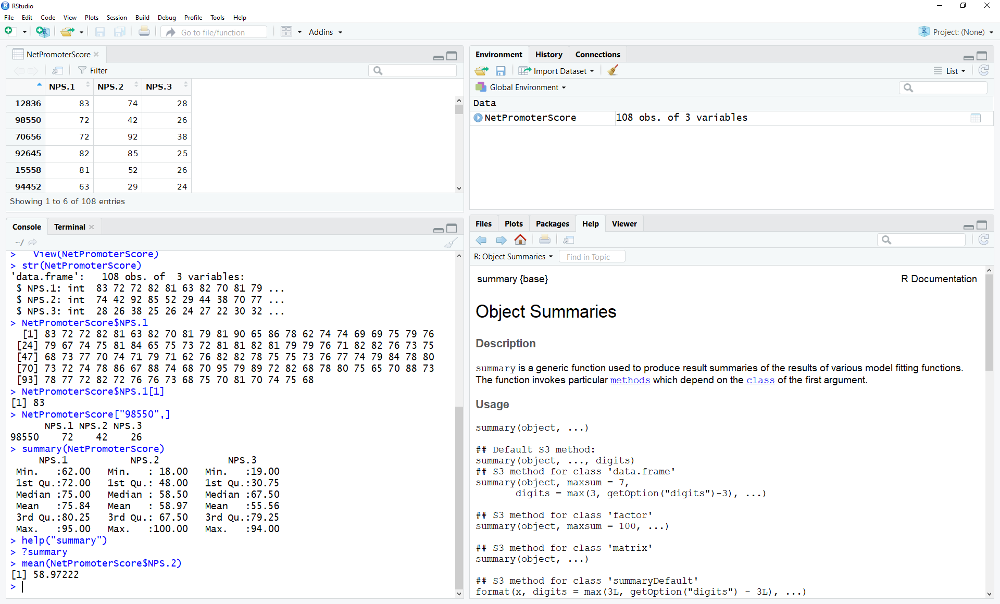 RStudio
File Edit Code View Plots Session Build Debug Profile Tools Help
Go to file/function Addins Project: (None)
NetPromoterScore
Filter
NPS.1 NPS.2 NPS.3
12836 83 74 28
98550 72 42 26
70656 72 92 38
92645 82 85 25
15558 81 52 26
94452 63 29 24
Showing 1 to 6 of 108 entries
Console Terminal
~/
> View(NetPromoterScore)
> str(NetPromoterScore)
'data.frame': 108 obs. of 3 variables:
$ NPS.1: int 83 72 72 82 81 63 82 70 81 79 ...
$ NPS.2: int 74 42 92 85 52 29 44 38 70 77 ...
$ NPS.3: int 28 26 38 25 26 24 27 22 30 32 ...
> NetPromoterScore$NPS.1
[1] 83 72 72 82 81 63 82 70 81 79 81 90 65 86 78 62 74 74 69 69 75 79 76
[24] 79 67 74 75 81 84 65 75 73 72 81 81 82 81 79 79 76 71 82 82 76 73 75
[47] 68 73 77 70 74 71 79 71 62 76 82 82 78 75 75 73 76 77 74 79 84 78 80
[70] 73 72 74 78 86 67 88 74 68 70 95 79 89 72 82 68 78 80 75 65 70 88 73
[93] 78 77 72 82 72 76 76 73 68 75 70 81 70 74 75 68
> NetPromoterScore$NPS.1[1]
[1] 83
> NetPromoterScore["98550",]
NPS.1 NPS.2 NPS.3
98550 72 42 26
> summary(NetPromoterScore)
NPS.1 NPS.2 NPS.3
Min. :62.00 Min. : 18.00 Min. :19.00
1st Qu.:72.00 1st Qu.: 48.00 1st Qu.:30.75
Median :75.00 Median : 58.50 Median :67.50
Mean :75.84 Mean : 58.97 Mean :55.56
3rd Qu.:80.25 3rd Qu.: 67.50 3rd Qu.:79.25
Max. :95.00 Max. :100.00 Max. :94.00
> help("summary")
> ?summary
> mean(NetPromoterScore$NPS.2)
[1] 58.97222
>
Environment History Connections
Import Dataset List
Global Environment
Data
NetPromoterScore 108 obs. of 3 variables
Files Plots Packages Help Viewer
R: Object Summaries Find in Topic
summary {base} R Documentation
Object Summaries
Description
summary is a generic function used to produce result summaries of the results of various model fitting functions.
The function invokes particular methods which depend on the class of the first argument.
Usage
summary(object, ...)
## Default S3 method:
summary(object, ..., digits)
## S3 method for class 'data.frame'
summary(object, maxsum = 7,
digits = max(3, getOption("digits")-3), ...)
## S3 method for class 'factor'
summary(object, maxsum = 100, ...)
## S3 method for class 'matrix'
summary(object, ...)
## S3 method for class 'summaryDefault'
format(x, digits = max(3L, getOption("digits") - 3L), ...)